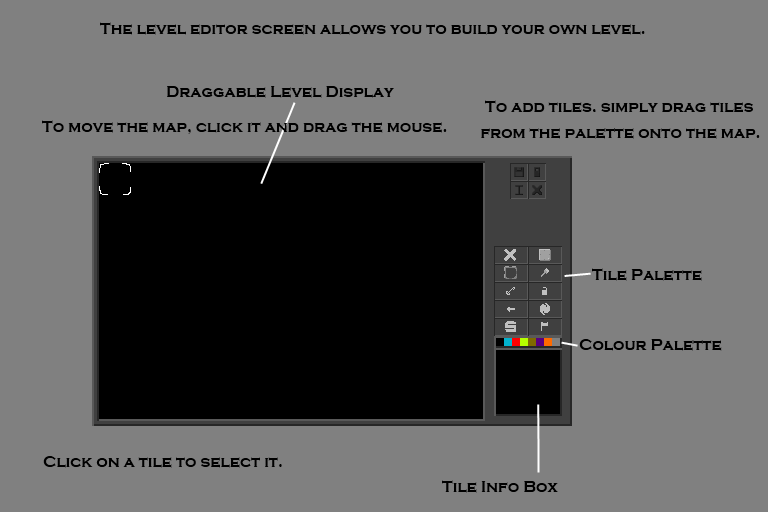 The level editor screen allows you to build your own level.
Draggable Level Display
To move the map, click it and drag the mouse.
To add tiles. simply drag tiles
from the palette onto the map.
Tile Palette
Colour Palette
Click on a tile to select it.
Tile Info Box